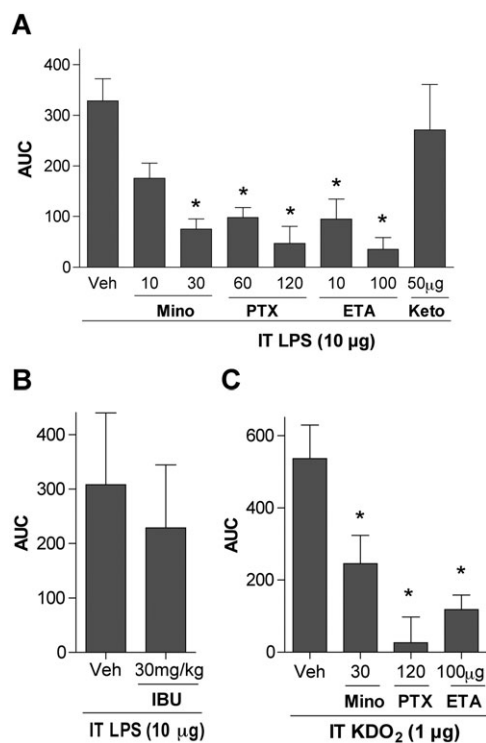 A
AUC
400
300
200
100
0
* * * * * *
Veh 10 30 60 120 10 100 50µg
Mino PTX ETA Keto
IT LPS (10 µg)
B
AUC
400
300
200
100
0
Veh 30mg/kg
IBU
IT LPS (10 µg)
C
AUC
600
400
200
0
* * *
Veh 30 120 100µg
Mino PTX ETA
IT KDO₂ (1 µg)